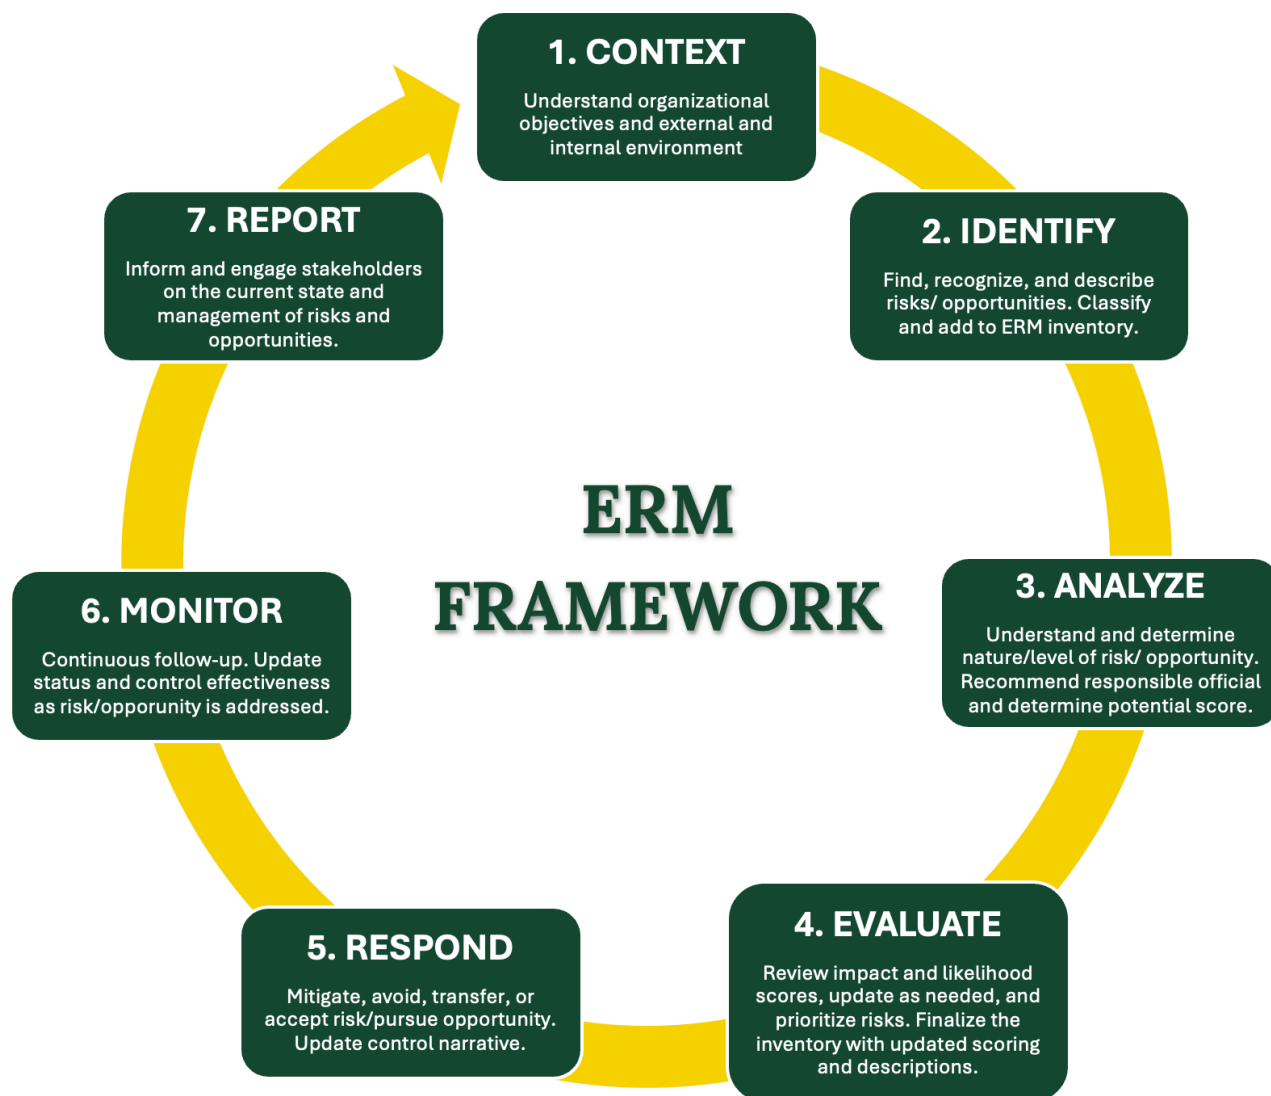 1. CONTEXT
Understand organizational
objectives and external and
internal environment
2. IDENTIFY
Find, recognize, and describe
risks/ opportunities. Classify
and add to ERM inventory.
3. ANALYZE
Understand and determine
nature/level of risk/ opportunity.
Recommend responsible official
and determine potential score.
4. EVALUATE
Review impact and likelihood
scores, update as needed, and
prioritize risks. Finalize the
inventory with updated scoring
and descriptions.
5. RESPOND
Mitigate, avoid, transfer, or
accept risk/pursue opportunity.
Update control narrative.
6. MONITOR
Continuous follow-up. Update
status and control effectiveness
as risk/opporunity is addressed.
7. REPORT
Inform and engage stakeholders
on the current state and
management of risks and
opportunities.
ERM
FRAMEWORK